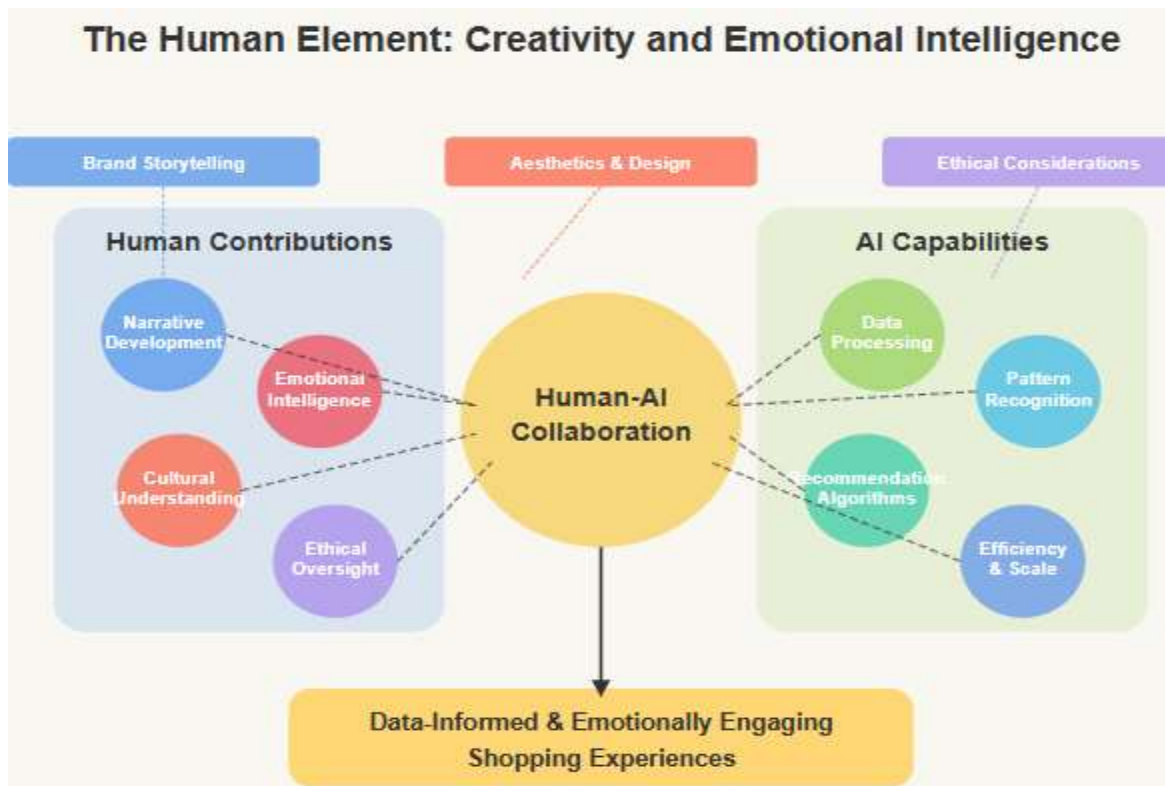 The Human Element: Creativity and Emotional Intelligence
Brand Storytelling
Aesthetics & Design
Ethical Considerations
Human Contributions
Narrative
Development
Emotional
Intelligence
Cultural
Understanding
Ethical
Oversight
Human-AI
Collaboration
AI Capabilities
Data
Processing
Pattern
Recognition
Recommendation
Algorithms
Efficiency
& Scale
Data-Informed & Emotionally Engaging
Shopping Experiences